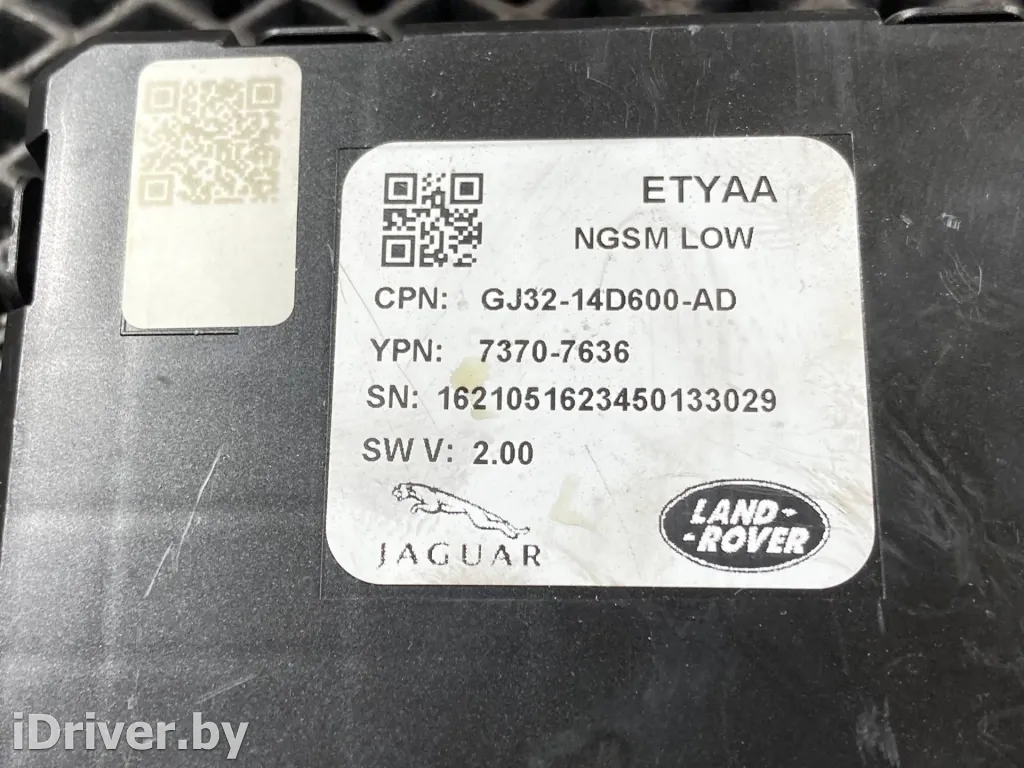 ETYAA
NGSM LOW
CPN: GJ32-14D600-AD
YPN: 7370-7636
SN: 1621051623450133029
SW V: 2.00
JAGUAR
LAND-
-ROVER
iDriver.by